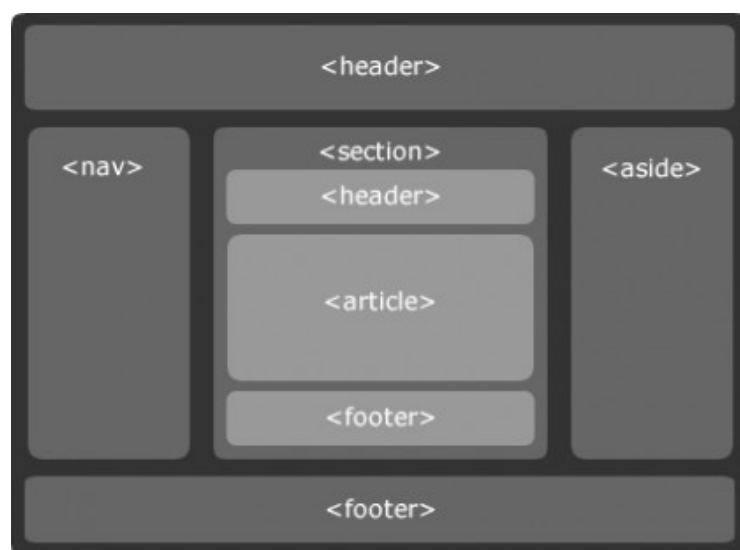 <header>
<nav>
<section>
<header>
<article>
<footer>
<aside>
<footer>